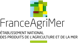 FranceAgriMer
ÉTABLISSEMENT NATIONAL
DES PRODUITS DE L'AGRICULTURE ET DE LA MER